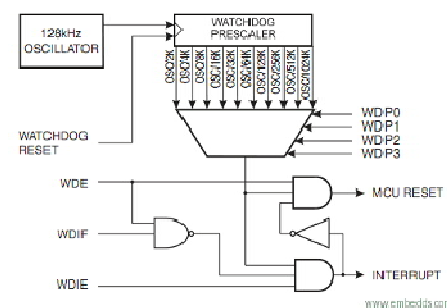 128kHz
OSCILLATOR
WATCHDOG
PRESCALER
OSC/2K
OSC/4K
OSC/8K
OSC/16K
OSC/32K
OSC/64K
OSC/128K
OSC/256K
OSC/512K
OSC/1024K
WATCHDOG
RESET
WDP0
WDP1
WDP2
WDP3
WDE
MCU RESET
WDIF
WDIE
INTERRUPT